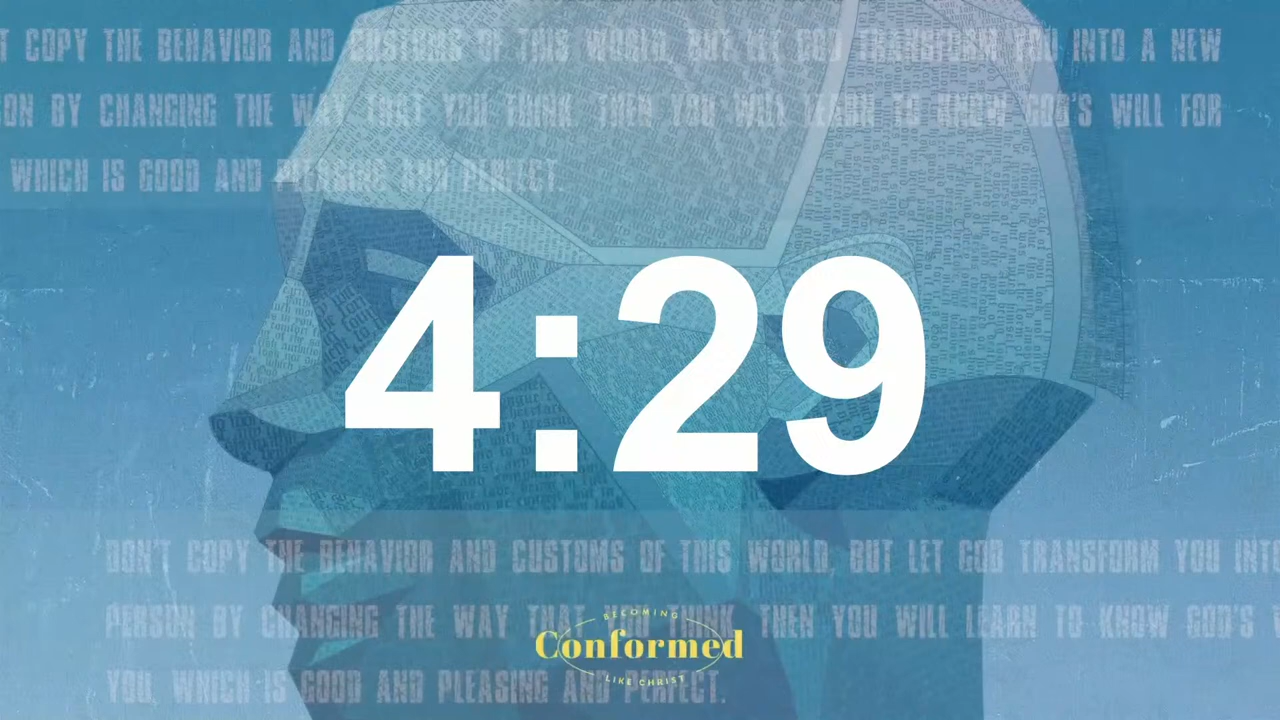 T COPY THE BEHAVIOR AND CUSTOMS OF THIS WORLD, BUT LET GOD TRANSFORM YOU INTO A NEW
ON BY CHANGING THE WAY THAT YOU THINK THEN YOU WILL LEARN TO KNOW GOD'S WILL FOR
WHICH IS GOOD AND PLEASING AND PERFECT.
4:29
DON'T COPY THE BEHAVIOR AND CUSTOMS OF THIS WORLD, BUT LET GOD TRANSFORM YOU INTO
PERSON BY CHANGING THE WAY THAT THINK THEN YOU WILL LEARN TO KNOW GOD'S
YOU, WHICH IS GOOD AND PLEASING AND PERFECT.
BECOMING
Conformed
LIKE CHRIST